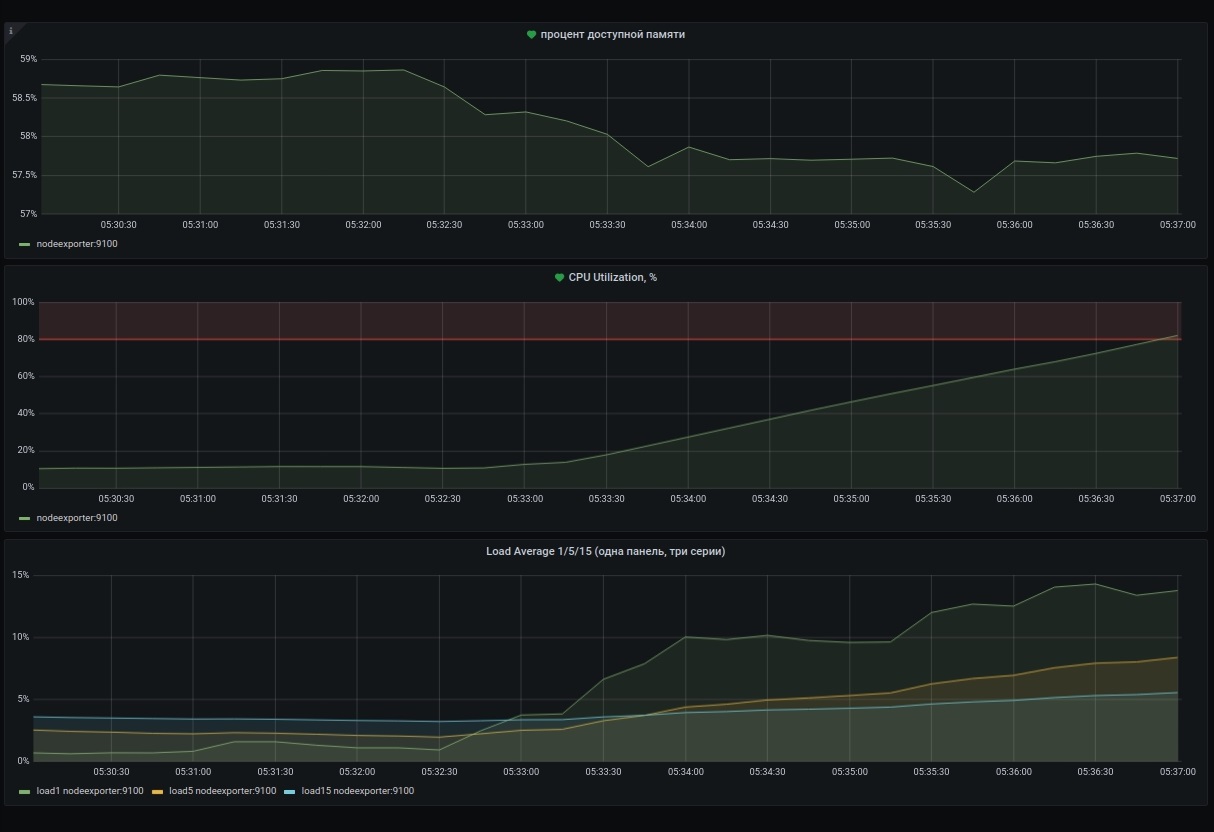 i
процент доступной памяти
59%
58.5%
58%
57.5%
57%
05:30:30 05:31:00 05:31:30 05:32:00 05:32:30 05:33:00 05:33:30 05:34:00 05:34:30 05:35:00 05:35:30 05:36:00 05:36:30 05:37:00
nodeexporter:9100
CPU Utilization, %
100%
80%
60%
40%
20%
0%
05:30:30 05:31:00 05:31:30 05:32:00 05:32:30 05:33:00 05:33:30 05:34:00 05:34:30 05:35:00 05:35:30 05:36:00 05:36:30 05:37:00
nodeexporter:9100
Load Average 1/5/15 (одна панель, три серии)
15%
10%
5%
0%
05:30:30 05:31:00 05:31:30 05:32:00 05:32:30 05:33:00 05:33:30 05:34:00 05:34:30 05:35:00 05:35:30 05:36:00 05:36:30 05:37:00
load1 nodeexporter:9100 load5 nodeexporter:9100 load15 nodeexporter:9100